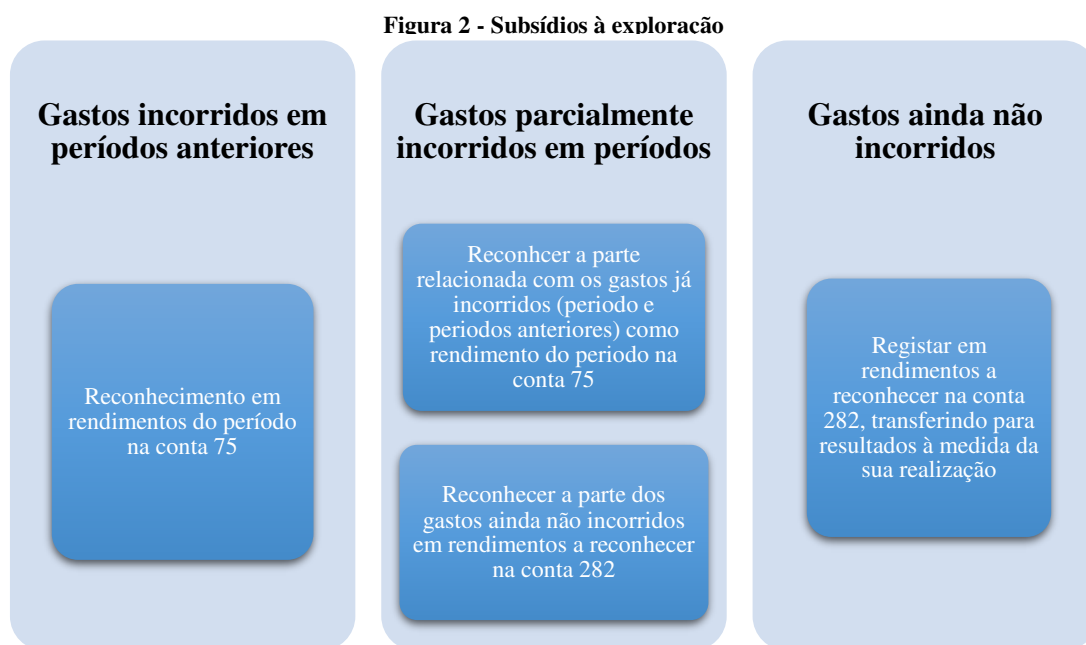 Figura 2 - Subsídios à exploração
Gastos incorridos em
períodos anteriores
Reconhecimento em
rendimentos do período
na conta 75
Gastos parcialmente
incorridos em períodos
Reconhcer a parte
relacionada com os gastos já
incorridos (periodo e
periodos anteriores) como
rendimento do periodo na
conta 75
Reconhecer a parte dos
gastos ainda não incorridos
em rendimentos a reconhecer
na conta 282
Gastos ainda não
incorridos
Registar em
rendimentos a
reconhecer na conta
282, transferindo para
resultados à medida da
sua realização